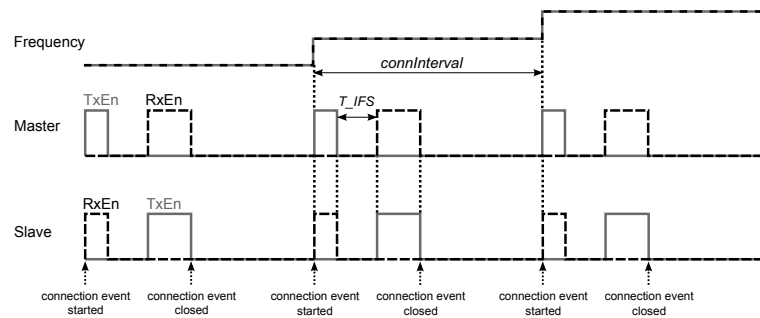 Frequency
connInterval
TxEn
RxEn
T_IFS
Master
RxEn
TxEn
Slave
connection event
started
connection event
closed
connection event
started
connection event
closed
connection event
started
connection event
closed